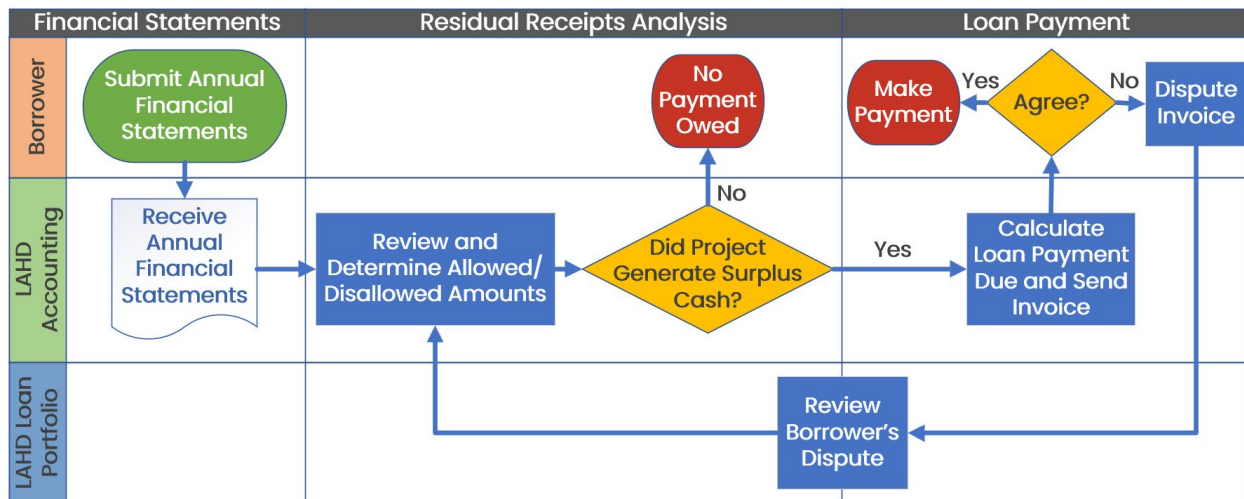 Financial Statements
Residual Receipts Analysis
Loan Payment
Borrower
Submit Annual
Financial
Statements
No
Payment
Owed
Make
Payment
Yes
Agree?
No
Dispute
Invoice
LAHD
Accounting
Receive
Annual
Financial
Statements
Review and
Determine Allowed/
Disallowed Amounts
No
Did Project
Generate Surplus
Cash?
Yes
Calculate
Loan Payment
Due and Send
Invoice
LAHD Loan
Portfolio
Review
Borrower's
Dispute